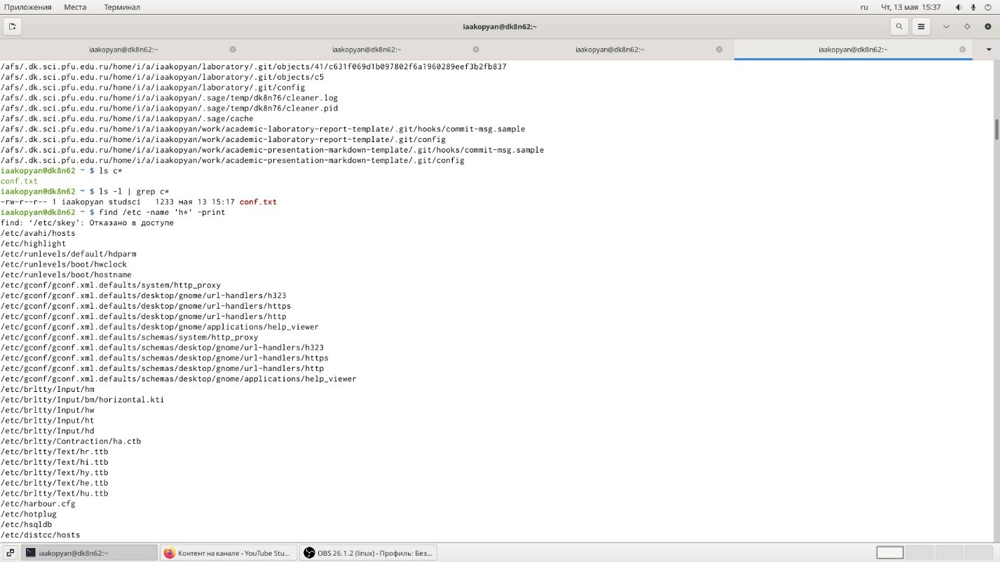 Приложения Места Терминал ru Чт, 13 мая 15:37
iaakopyan@dk8n62:~
iaakopyan@dk8n62:~ iaakopyan@dk8n62:~ iaakopyan@dk8n62:~ iaakopyan@dk8n62:~
/afs/.dk.sci.pfu.edu.ru/home/i/a/iaakopyan/laboratory/.git/objects/41/c631f069d1b097802f6a1960289eef3b2fb837
/afs/.dk.sci.pfu.edu.ru/home/i/a/iaakopyan/laboratory/.git/objects/c5
/afs/.dk.sci.pfu.edu.ru/home/i/a/iaakopyan/laboratory/.git/config
/afs/.dk.sci.pfu.edu.ru/home/i/a/iaakopyan/.sage/temp/dk8n76/cleaner.log
/afs/.dk.sci.pfu.edu.ru/home/i/a/iaakopyan/.sage/temp/dk8n76/cleaner.pid
/afs/.dk.sci.pfu.edu.ru/home/i/a/iaakopyan/.sage/cache
/afs/.dk.sci.pfu.edu.ru/home/i/a/iaakopyan/work/academic-laboratory-report-template/.git/hooks/commit-msg.sample
/afs/.dk.sci.pfu.edu.ru/home/i/a/iaakopyan/work/academic-laboratory-report-template/.git/config
/afs/.dk.sci.pfu.edu.ru/home/i/a/iaakopyan/work/academic-presentation-markdown-template/.git/hooks/commit-msg.sample
/afs/.dk.sci.pfu.edu.ru/home/i/a/iaakopyan/work/academic-presentation-markdown-template/.git/config
iaakopyan@dk8n62 ~ $ ls c*
conf.txt
iaakopyan@dk8n62 ~ $ ls -l | grep c*
-rw-r--r-- 1 iaakopyan studsci   1233 мая 13 15:17 conf.txt
iaakopyan@dk8n62 ~ $ find /etc -name 'h*' -print
find: ‘/etc/skey’: Отказано в доступе
/etc/avahi/hosts
/etc/highlight
/etc/runlevels/default/hdparm
/etc/runlevels/boot/hwclock
/etc/runlevels/boot/hostname
/etc/gconf/gconf.xml.defaults/system/http_proxy
/etc/gconf/gconf.xml.defaults/desktop/gnome/url-handlers/h323
/etc/gconf/gconf.xml.defaults/desktop/gnome/url-handlers/https
/etc/gconf/gconf.xml.defaults/desktop/gnome/url-handlers/http
/etc/gconf/gconf.xml.defaults/desktop/gnome/applications/help_viewer
/etc/gconf/gconf.xml.defaults/schemas/system/http_proxy
/etc/gconf/gconf.xml.defaults/schemas/desktop/gnome/url-handlers/h323
/etc/gconf/gconf.xml.defaults/schemas/desktop/gnome/url-handlers/https
/etc/gconf/gconf.xml.defaults/schemas/desktop/gnome/url-handlers/http
/etc/gconf/gconf.xml.defaults/schemas/desktop/gnome/applications/help_viewer
/etc/brltty/Input/hm
/etc/brltty/Input/bm/horizontal.kti
/etc/brltty/Input/hw
/etc/brltty/Input/ht
/etc/brltty/Input/hd
/etc/brltty/Contraction/ha.ctb
/etc/brltty/Text/hr.ttb
/etc/brltty/Text/hi.ttb
/etc/brltty/Text/hy.ttb
/etc/brltty/Text/he.ttb
/etc/brltty/Text/hu.ttb
/etc/harbour.cfg
/etc/hotplug
/etc/hsqldb
/etc/distcc/hosts
iaakopyan@dk8n62:~ Контент на канале - YouTube Stu... OBS 26.1.2 (linux) - Профиль: Без...